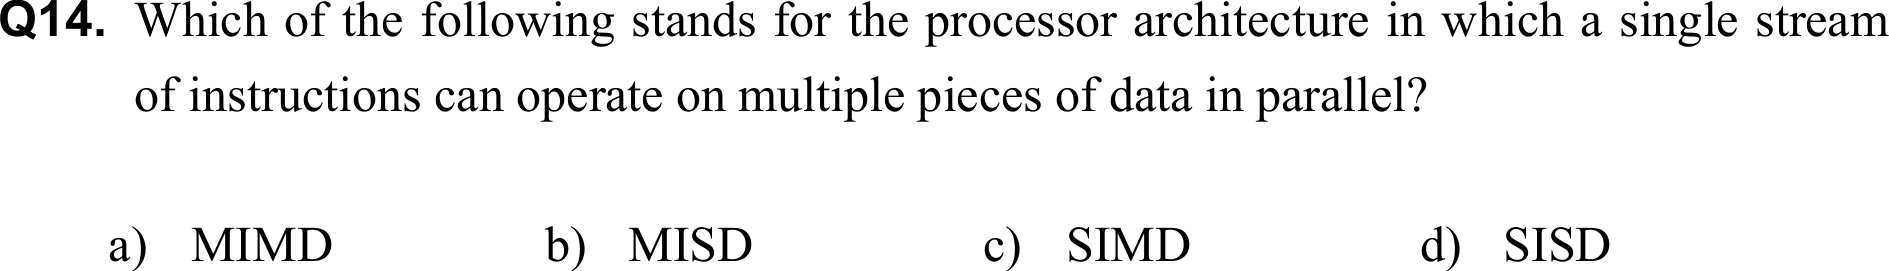 Q14. Which of the following stands for the processor architecture in which a single stream
of instructions can operate on multiple pieces of data in parallel?
a) MIMD b) MISD c) SIMD d) SISD